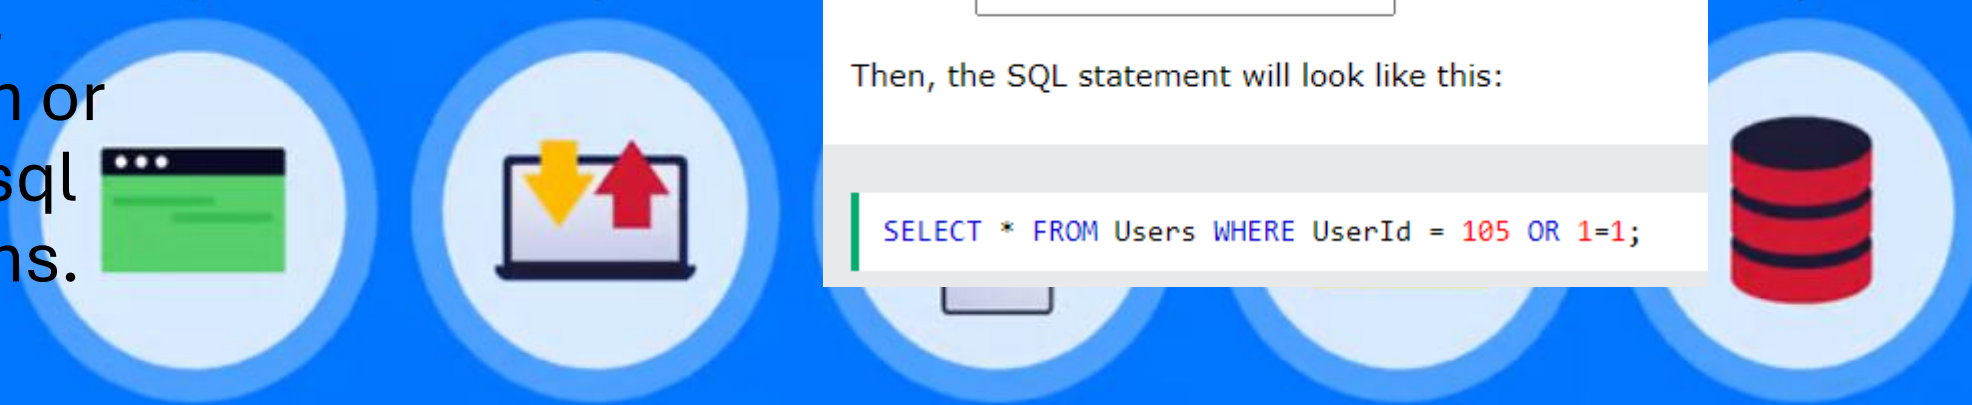 or
sql
Then, the SQL statement will look like this:
SELECT * FROM Users WHERE UserId = 105 OR 1=1;